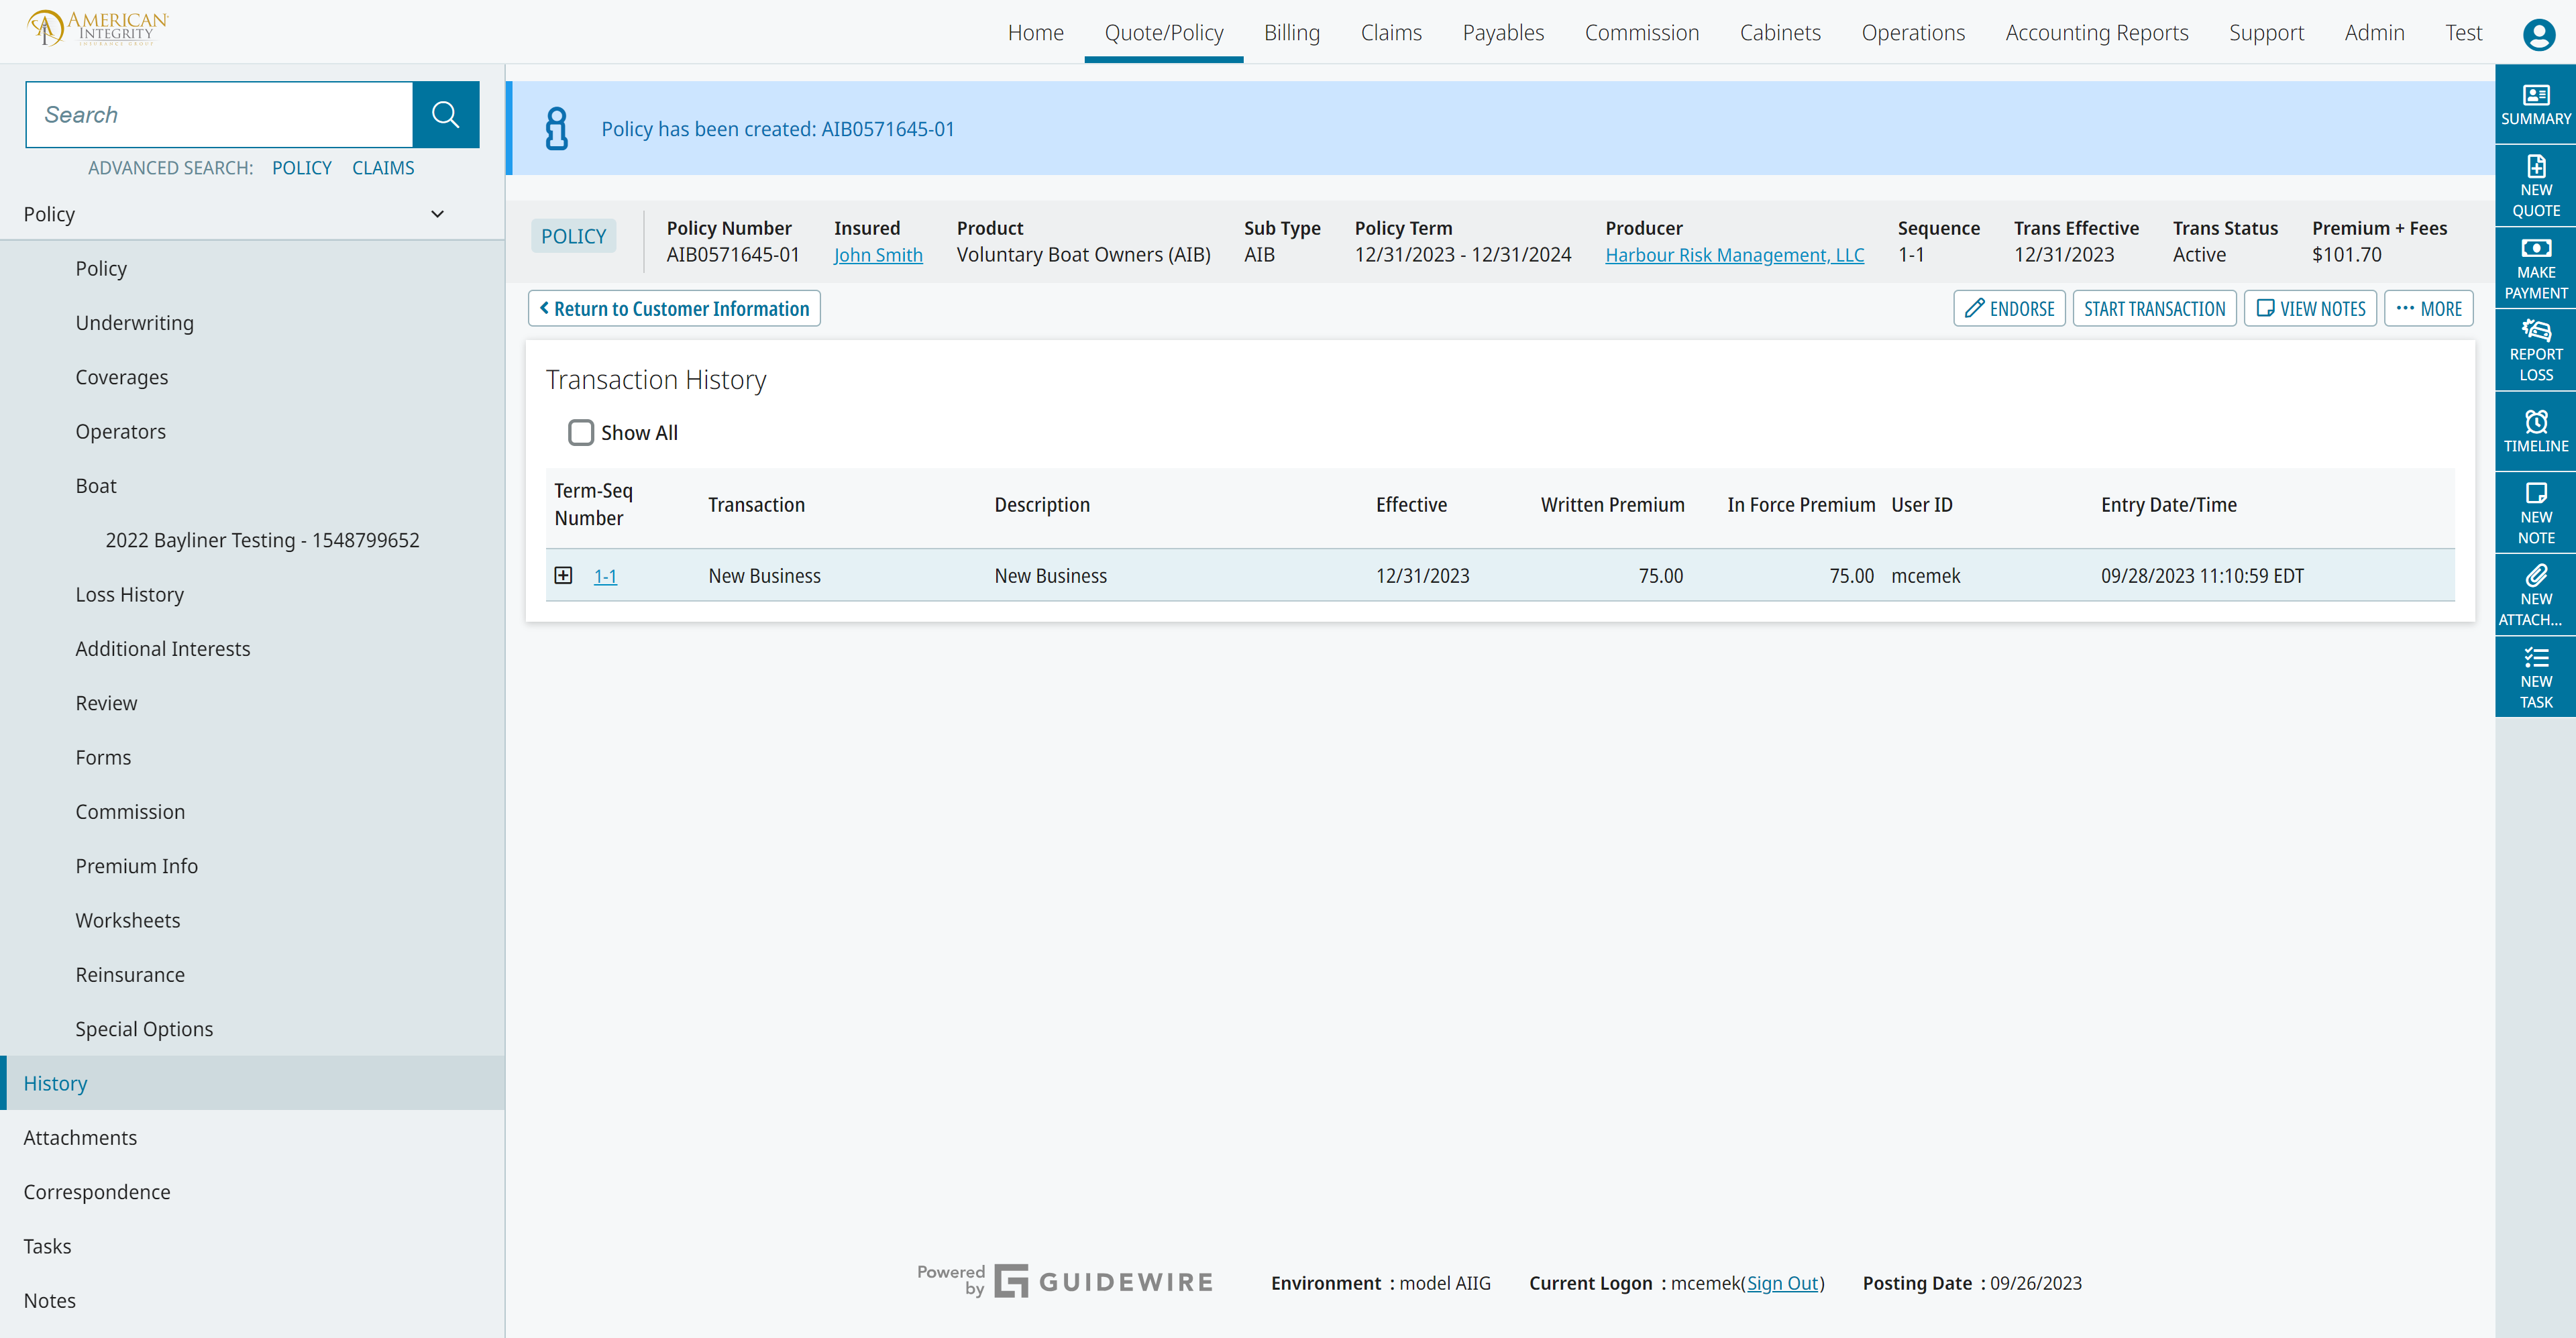 AMERICAN
INTEGRITY
INSURANCE GROUP
Home Quote/Policy Billing Claims Payables Commission Cabinets Operations Accounting Reports Support Admin Test
Search
ADVANCED SEARCH: POLICY CLAIMS
Policy
Policy
Underwriting
Coverages
Operators
Boat
2022 Bayliner Testing - 1548799652
Loss History
Additional Interests
Review
Forms
Commission
Premium Info
Worksheets
Reinsurance
Special Options
History
Attachments
Correspondence
Tasks
Notes
Policy has been created: AIB0571645-01
POLICY
Policy Number Insured Product Sub Type Policy Term Producer Sequence Trans Effective Trans Status Premium + Fees
AIB0571645-01 John Smith Voluntary Boat Owners (AIB) AIB 12/31/2023 - 12/31/2024 Harbour Risk Management, LLC 1-1 12/31/2023 Active $101.70
Return to Customer Information ENDORSE START TRANSACTION VIEW NOTES ··· MORE
Transaction History
Show All
Term-Seq
Number Transaction Description Effective Written Premium In Force Premium User ID Entry Date/Time
1-1 New Business New Business 12/31/2023 75.00 75.00 mcemek 09/28/2023 11:10:59 EDT
SUMMARY
NEW
QUOTE
MAKE
PAYMENT
REPORT
LOSS
TIMELINE
NEW
NOTE
NEW
ATTACH...
NEW
TASK
Powered
by GUIDEWIRE Environment : model AIIG Current Logon : mcemek(Sign Out) Posting Date : 09/26/2023